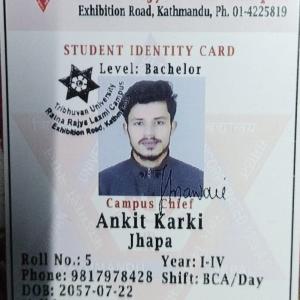 Exhibition Road, Kathmandu, Ph. 01-4225819
STUDENT IDENTITY CARD
Level: Bachelor
Tribhuvan University
Ratna Rajya Laxmi Campus
Exhibition Road, Kathmandu
Campus Chief
Ankit Karki
Jhapa
Roll No.: 5 Year: I-IV
Phone: 9817978428 Shift: BCA/Day
DOB: 2057-07-22